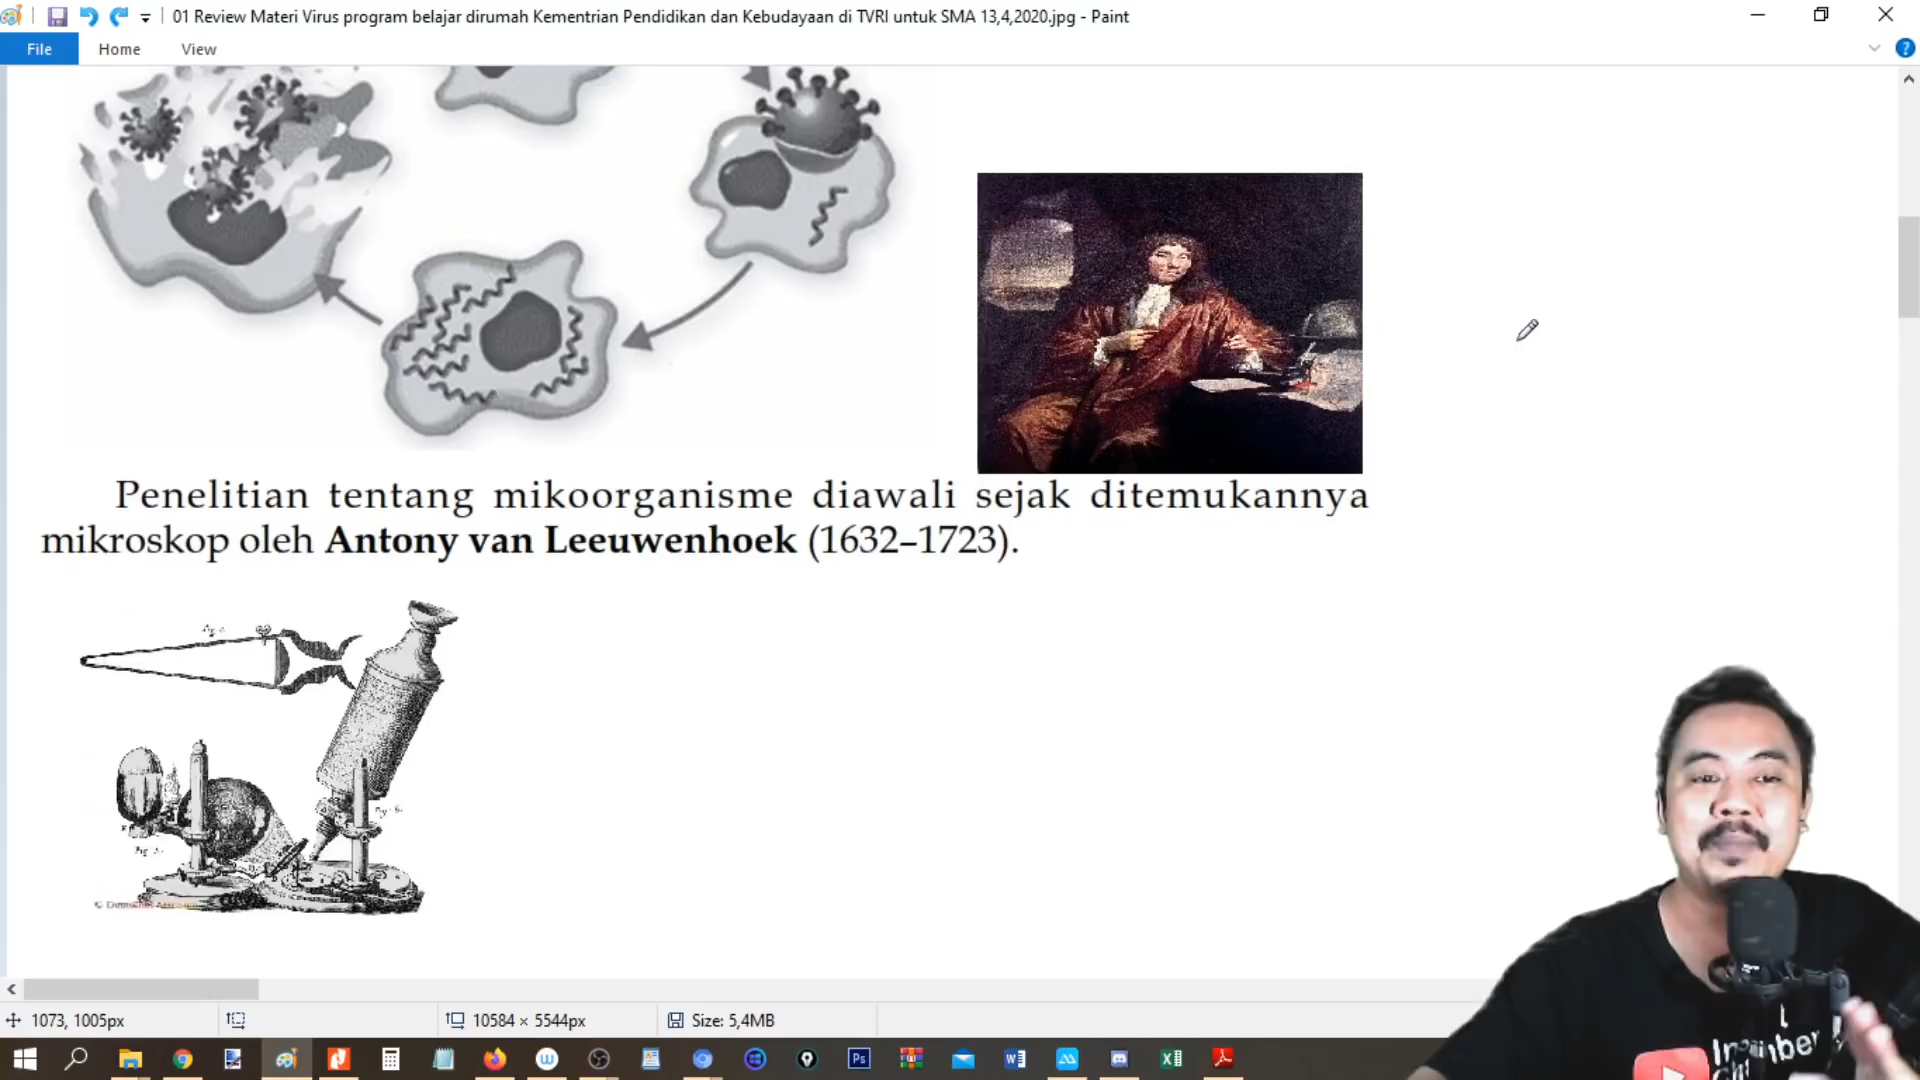 01 Review Materi Virus program belajar dirumah Kementrian Pendidikan dan Kebudayaan di TVRI untuk SMA 13,4,2020.jpg - Paint
File Home View
Penelitian tentang mikoorganisme diawali sejak ditemukannya
mikroskop oleh Antony van Leeuwenhoek (1632–1723).
1073, 1005px
10584 × 5544px
Size: 5,4MB
Ps